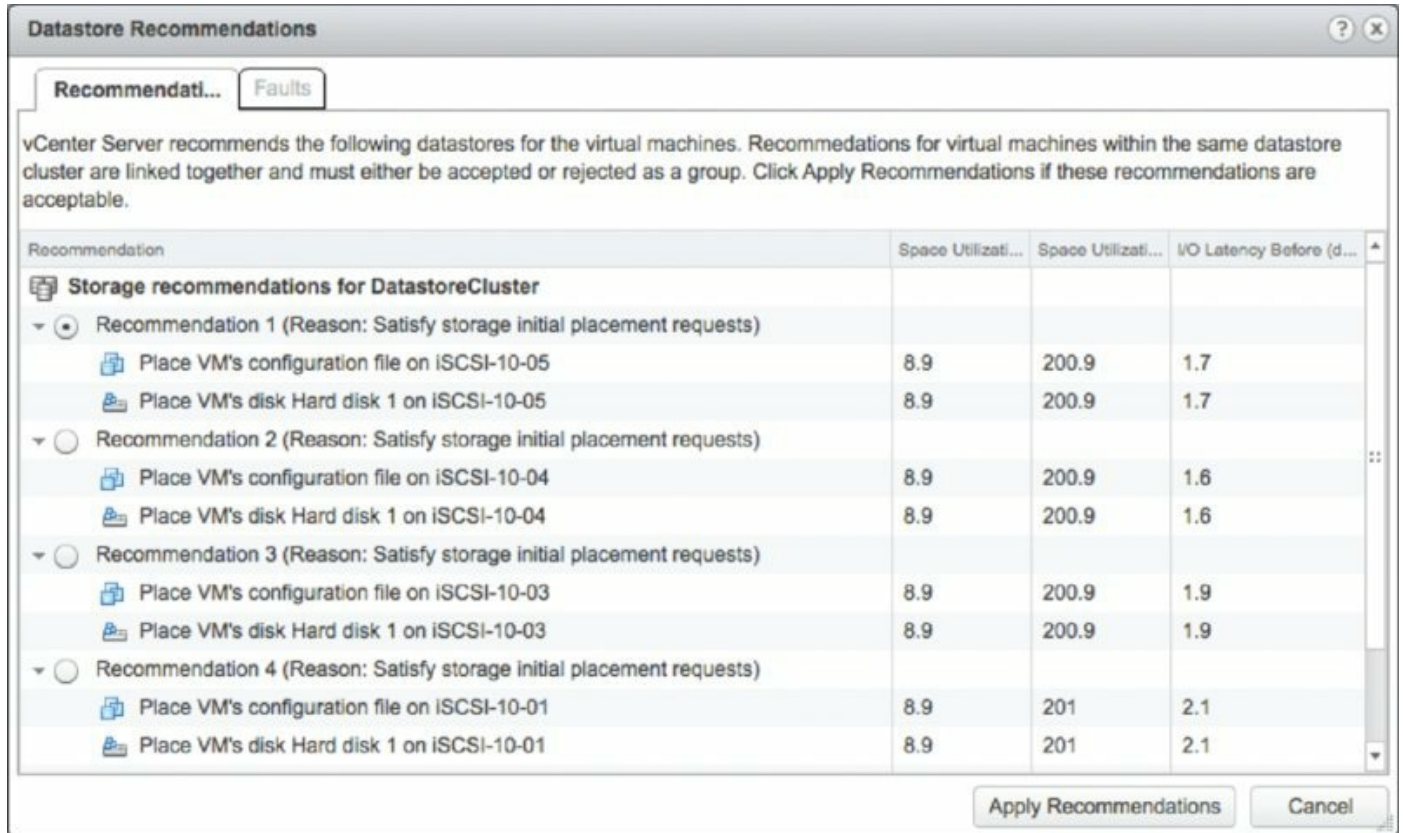 Datastore Recommendations
Recommendati... Faults
vCenter Server recommends the following datastores for the virtual machines. Recommedations for virtual machines within the same datastore
cluster are linked together and must either be accepted or rejected as a group. Click Apply Recommendations if these recommendations are
acceptable.
Recommendation Space Utilizati... Space Utilizati... I/O Latency Before (d...
Storage recommendations for DatastoreCluster
Recommendation 1 (Reason: Satisfy storage initial placement requests)
Place VM's configuration file on iSCSI-10-05 8.9 200.9 1.7
Place VM's disk Hard disk 1 on iSCSI-10-05 8.9 200.9 1.7
Recommendation 2 (Reason: Satisfy storage initial placement requests)
Place VM's configuration file on iSCSI-10-04 8.9 200.9 1.6
Place VM's disk Hard disk 1 on iSCSI-10-04 8.9 200.9 1.6
Recommendation 3 (Reason: Satisfy storage initial placement requests)
Place VM's configuration file on iSCSI-10-03 8.9 200.9 1.9
Place VM's disk Hard disk 1 on iSCSI-10-03 8.9 200.9 1.9
Recommendation 4 (Reason: Satisfy storage initial placement requests)
Place VM's configuration file on iSCSI-10-01 8.9 201 2.1
Place VM's disk Hard disk 1 on iSCSI-10-01 8.9 201 2.1
Apply Recommendations Cancel